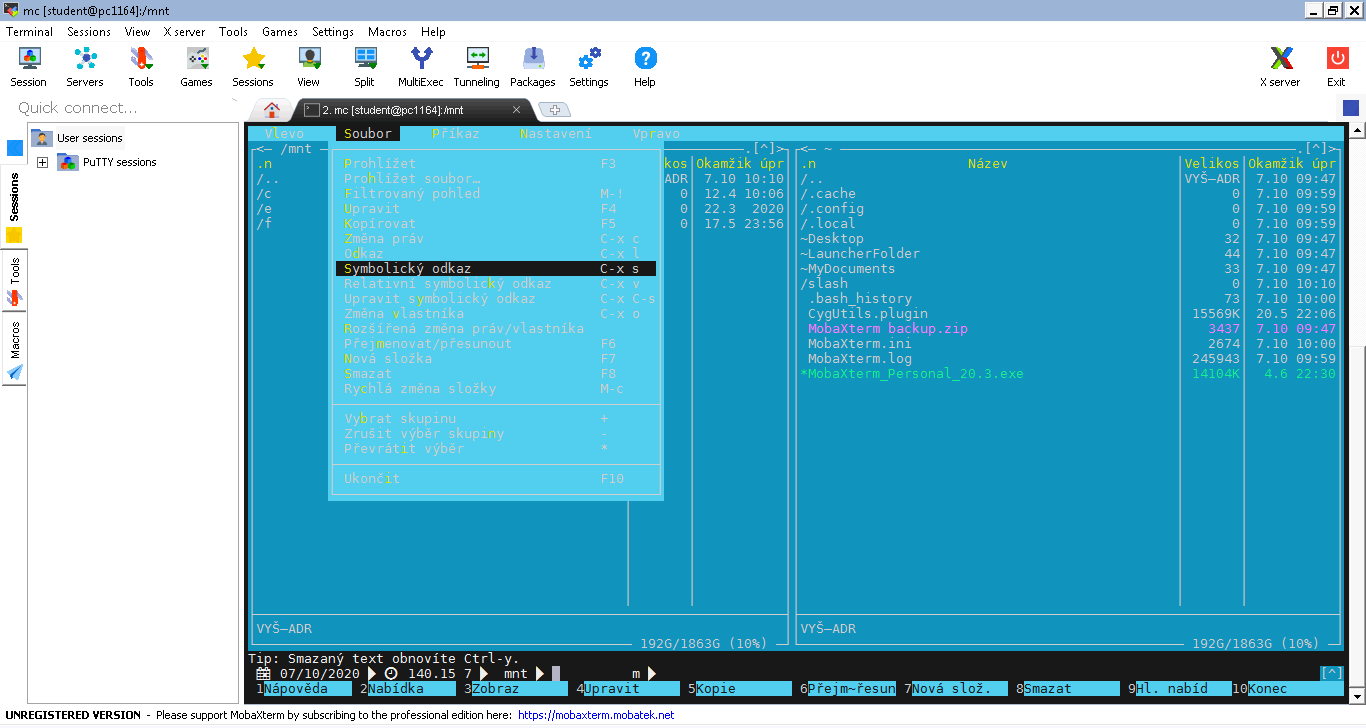 mc [student@pc1164]:/mnt
Terminal Sessions View X server Tools Games Settings Macros Help
Session Servers Tools Games Sessions View Split MultiExec Tunneling Packages Settings Help X server Exit
Quick connect...
2. mc [student@pc1164]:/mnt
User sessions
PuTTY sessions
Sessions
Tools
Macros
Vlevo Soubor Příkaz Nastavení Vpravo
<─ /mnt
.[^]>
.n
kos Okamžik úpr
/.. ADR 7.10 10:10
/c 0 12.4 10:06
/e 0 22.3 2020
/f 0 17.5 23:56
Prohlížet F3
Prohlížet soubor…
Filtrovaný pohled M-!
Upravit F4
Kopírovat F5
Změna práv C-x c
Odkaz C-x l
Symbolický odkaz C-x s
Relativní symbolický odkaz C-x v
Upravit symbolický odkaz C-x C-s
Změna vlastníka C-x o
Rozšířená změna práv/vlastníka
Přejmenovat/přesunout F6
Nová složka F7
Smazat F8
Rychlá změna složky M-c
Vybrat skupinu +
Zrušit výběr skupiny -
Převrátit výběr *
Ukončit F10
VYŠ─ADR
192G/1863G (10%)
<─ ~ .[^]>
.n Název Velikos Okamžik úpr
/.. VYŠ─ADR 7.10 09:47
/.cache 0 7.10 09:59
/.config 0 7.10 09:59
/.local 0 7.10 09:59
~Desktop 32 7.10 09:47
~LauncherFolder 44 7.10 09:47
~MyDocuments 33 7.10 09:47
/slash 0 7.10 10:10
.bash_history 73 7.10 10:00
CygUtils.plugin 15569K 20.5 22:06
MobaXterm backup.zip 3437 7.10 09:47
MobaXterm.ini 2674 7.10 10:00
MobaXterm.log 245943 7.10 09:59
*MobaXterm_Personal_20.3.exe 14104K 4.6 22:30
VYŠ─ADR
192G/1863G (10%)
Tip: Smazaný text obnovíte Ctrl-y.
07/10/2020 140.15 7 mnt m [^]
1Nápověda 2Nabídka 3Zobraz 4Upravit 5Kopie 6Přejm~řesun 7Nová slož. 8Smazat 9Hl. nabíd 10Konec
UNREGISTERED VERSION - Please support MobaXterm by subscribing to the professional edition here: https://mobaxterm.mobatek.net